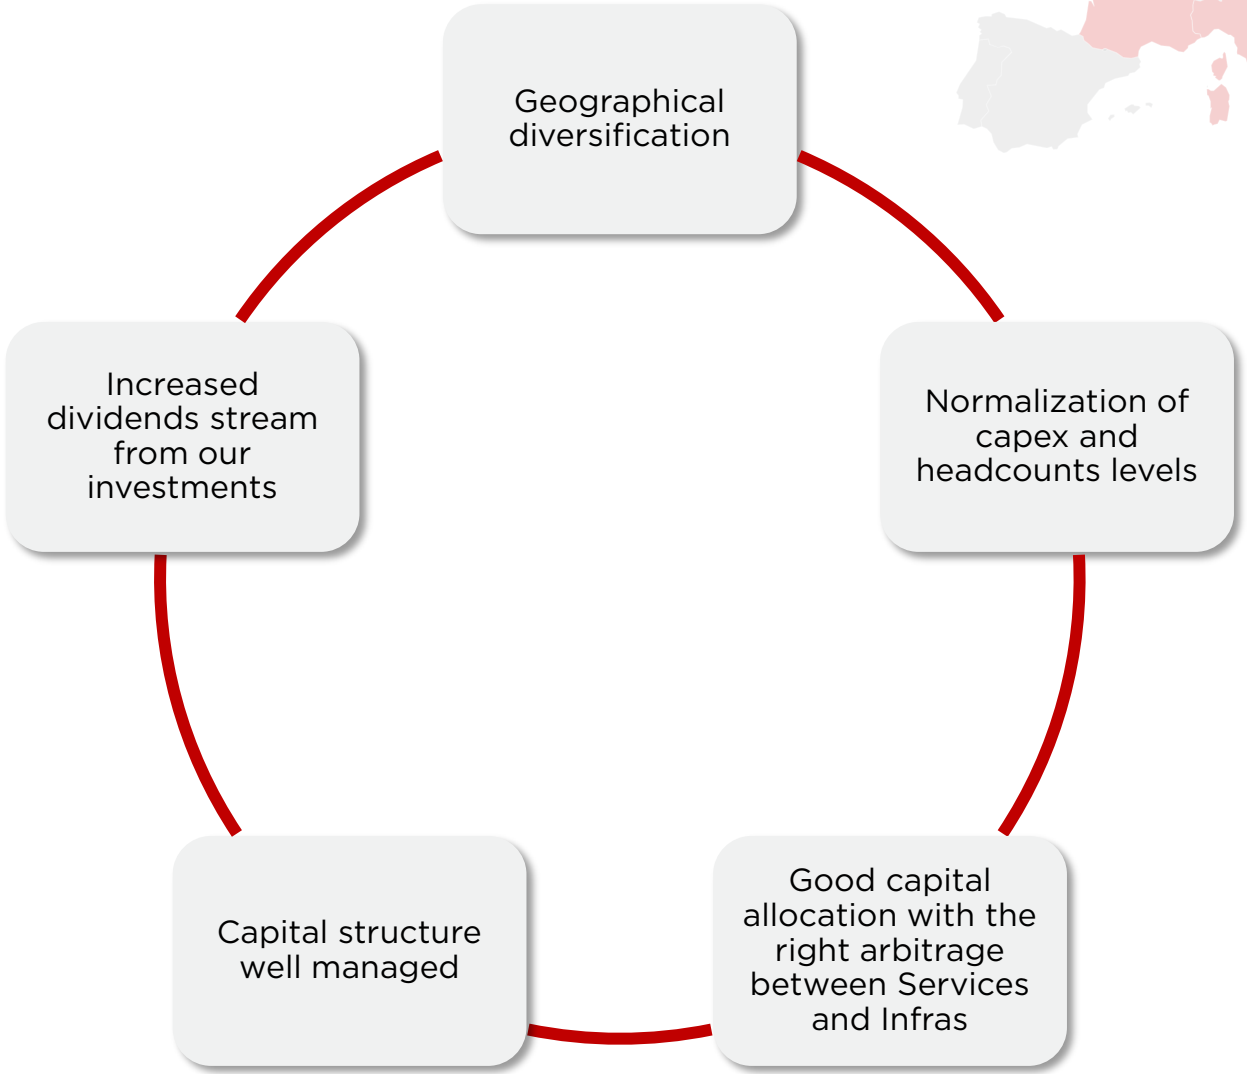 Geographical
diversification
Normalization of
capex and
headcounts levels
Good capital
allocation with the
right arbitrage
between Services
and Infras
Capital structure
well managed
Increased
dividends stream
from our
investments